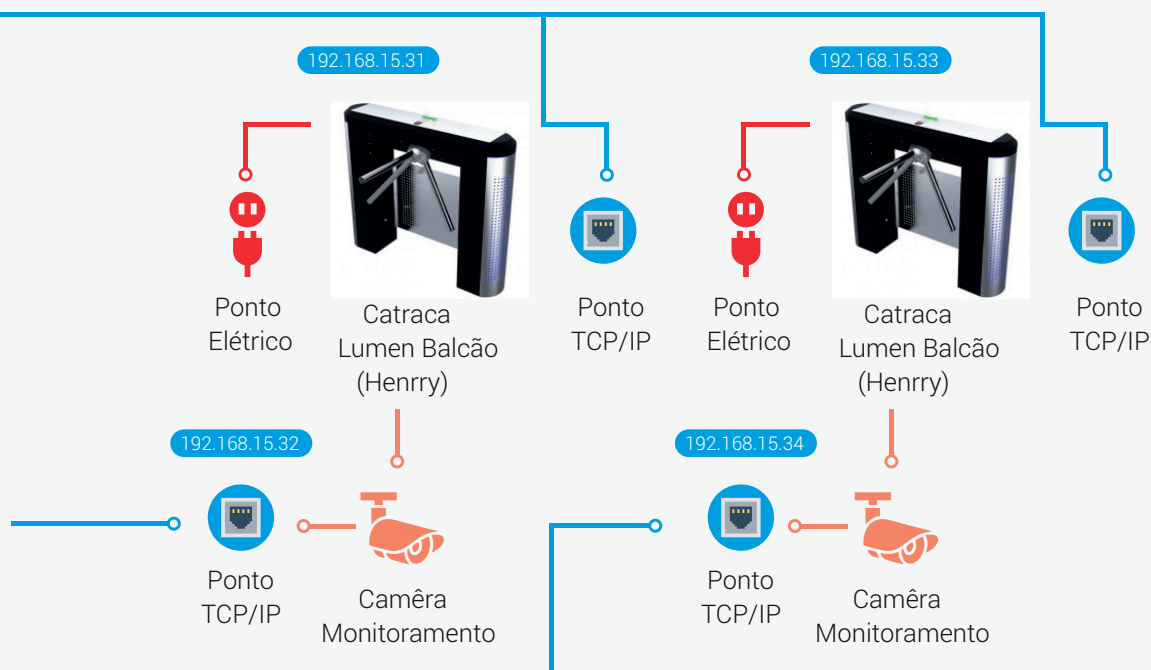 192.168.15.31
192.168.15.33
Ponto
Elétrico
Catraca
Lumen Balcão
(Henrry)
Ponto
TCP/IP
Ponto
Elétrico
Catraca
Lumen Balcão
(Henrry)
Ponto
TCP/IP
192.168.15.32
192.168.15.34
Ponto
TCP/IP
Camêra
Monitoramento
Ponto
TCP/IP
Camêra
Monitoramento